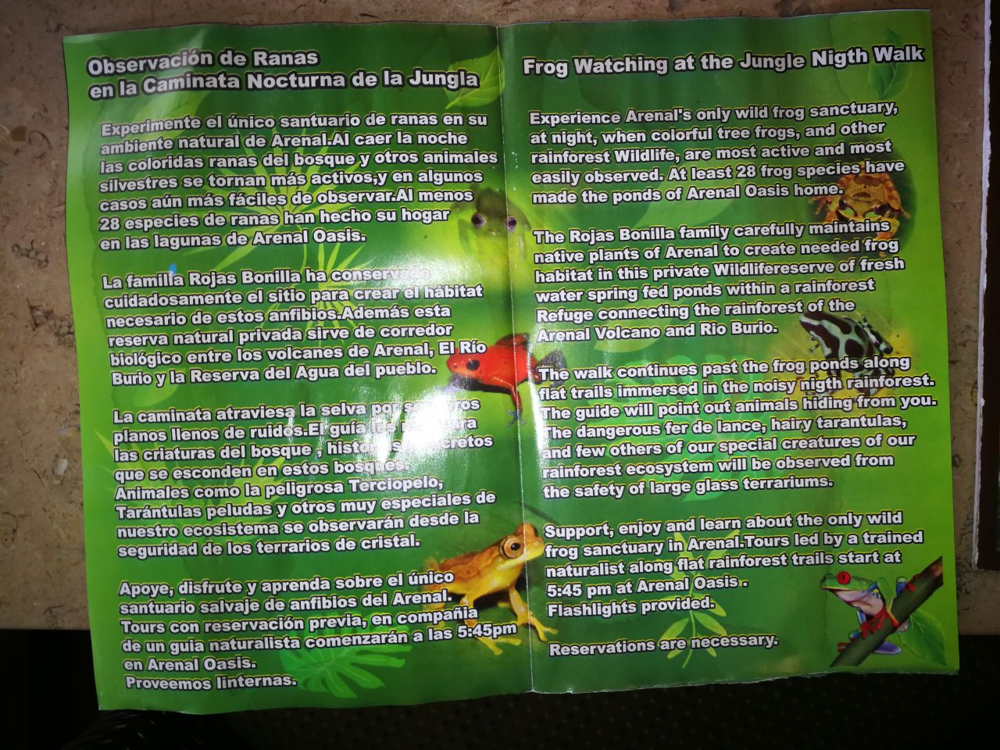 Observación de Ranas
en la Caminata Nocturna de la Jungla
Experimente el único santuario de ranas en su
ambiente natural de Arenal.Al caer la noche
las coloridas ranas del bosque y otros animales
silvestres se tornan más activos,y en algunos
casos aún más fáciles de observar.Al menos
28 especies de ranas han hecho su hogar
en las lagunas de Arenal Oasis.
La familia Rojas Bonilla ha conservado
cuidadosamente el sitio para crear el hábitat
necesario de estos anfibios.Además esta
reserva natural privada sirve de corredor
biológico entre los volcanes de Arenal, El Río
Burio y la Reserva del Agua del pueblo.
La caminata atraviesa la selva por
planos llenos de ruidos.El guía
las criaturas del bosque ,
que se esconden en estos bosques.
Animales como la peligrosa Terciopelo,
Tarántulas peludas y otros muy especiales de
nuestro ecosistema se observarán desde la
seguridad de los terrarios de cristal.
Apoye, disfrute y aprenda sobre el único
santuario salvaje de anfibios del Arenal.
Tours con reservación previa, en compañia
de un guia naturalista comenzarán a las 5:45pm
en Arenal Oasis.
Proveemos linternas.
Frog Watching at the Jungle Nigth Walk
Experience Arenal's only wild frog sanctuary,
at night, when colorful tree frogs, and other
rainforest Wildlife, are most active and most
easily observed. At least 28 frog species have
made the ponds of Arenal Oasis home.
The Rojas Bonilla family carefully maintains
native plants of Arenal to create needed frog
habitat in this private Wildlifereserve of fresh
water spring fed ponds within a rainforest
Refuge connecting the rainforest of the
Arenal Volcano and Rio Burio.
The walk continues past the frog ponds along
flat trails immersed in the noisy nigth rainforest.
The guide will point out animals hiding from you.
The dangerous fer de lance, hairy tarantulas,
and few others of our special creatures of our
rainforest ecosystem will be observed from
the safety of large glass terrariums.
Support, enjoy and learn about the only wild
frog sanctuary in Arenal.Tours led by a trained
naturalist along flat rainforest trails start at
5:45 pm at Arenal Oasis .
Flashlights provided.
Reservations are necessary.